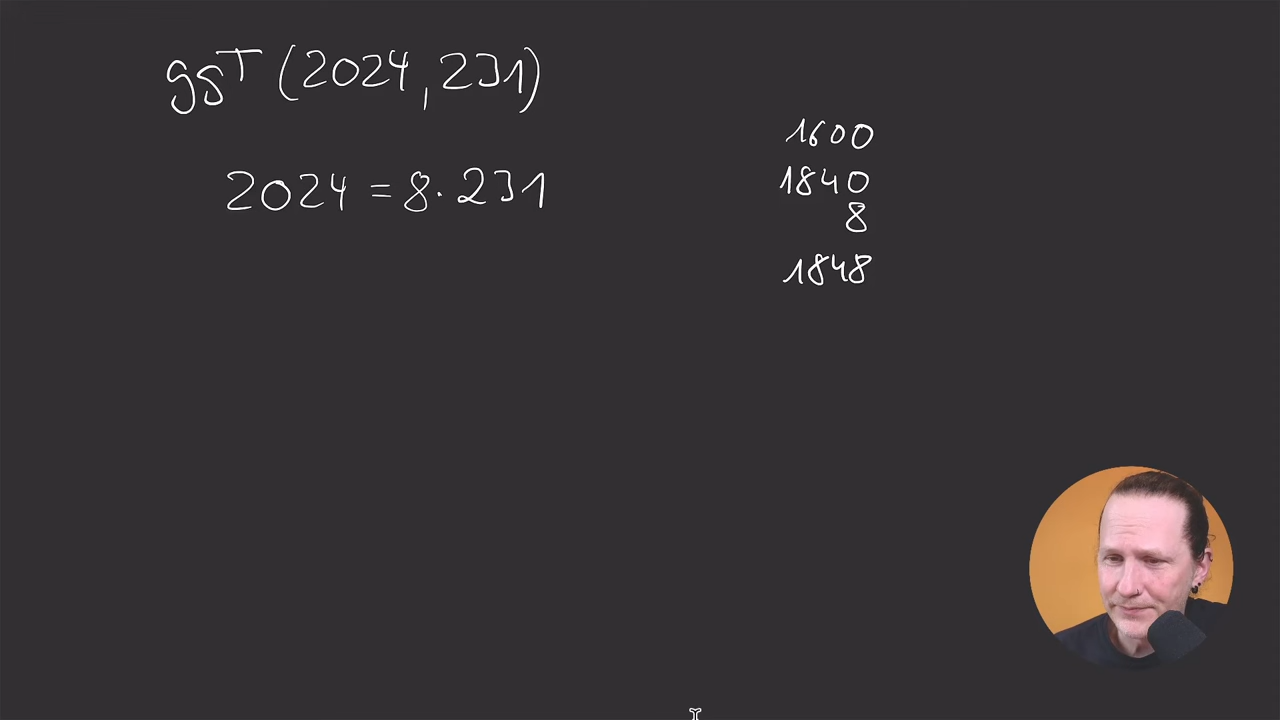 ggT (2024, 231)
2024 = 8 · 231
1600
1840
8
1848